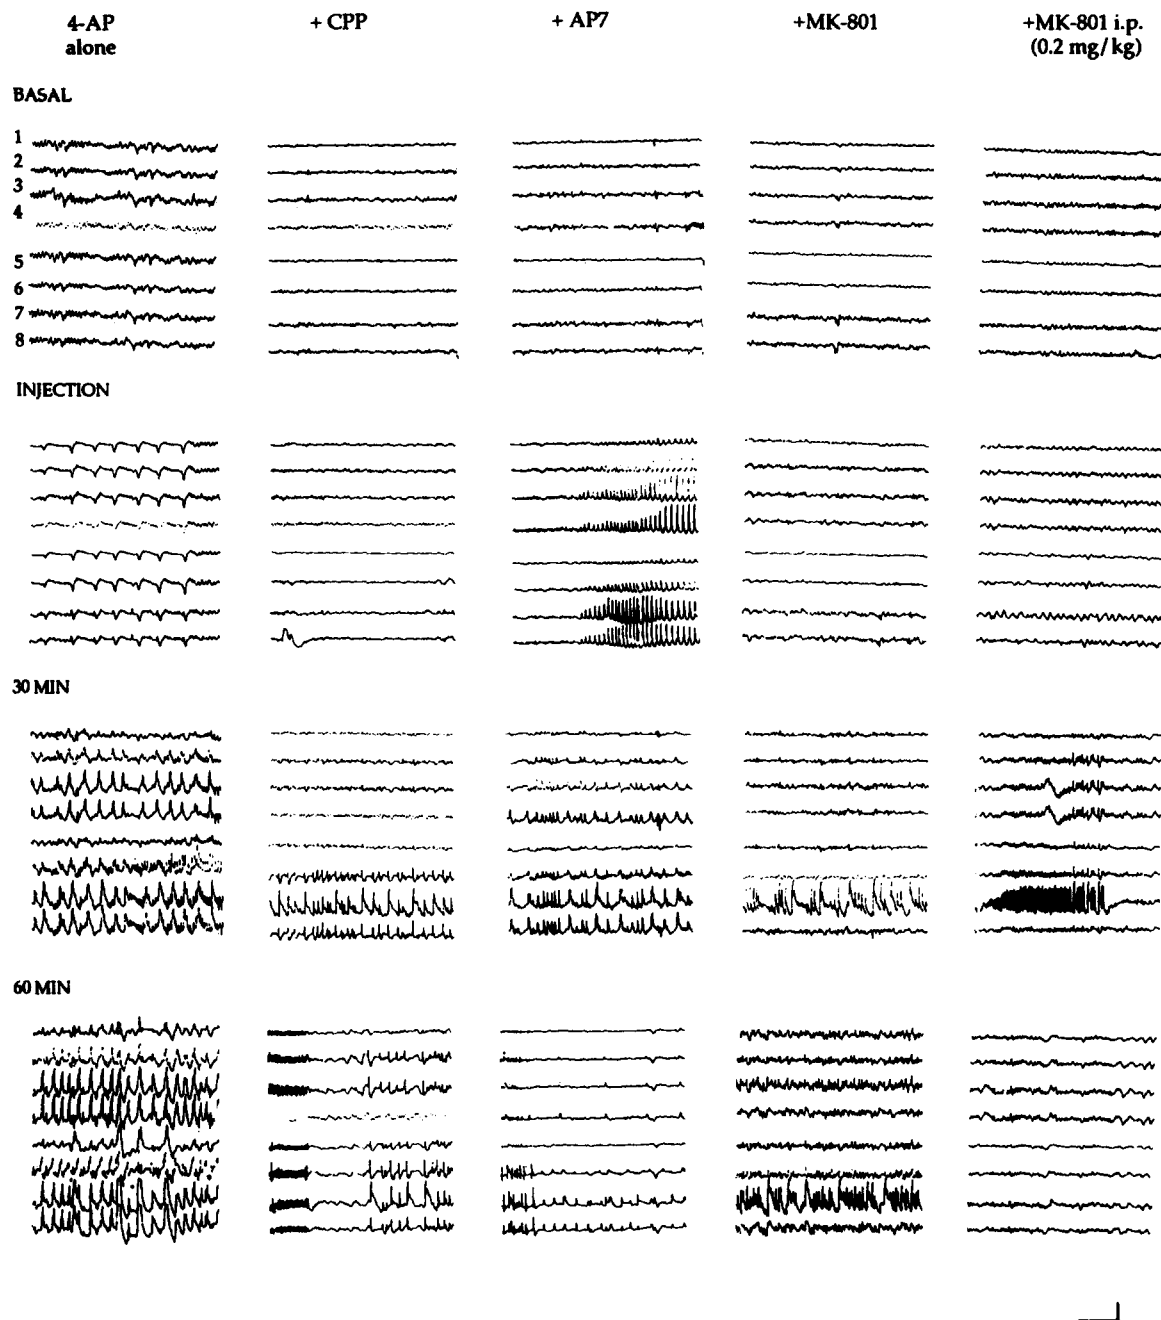 4-AP + CPP + AP7 +MK-801 +MK-801 i.p.
alone (0.2 mg/kg)
BASAL
1
2
3
4
5
6
7
8
INJECTION
30 MIN
60 MIN